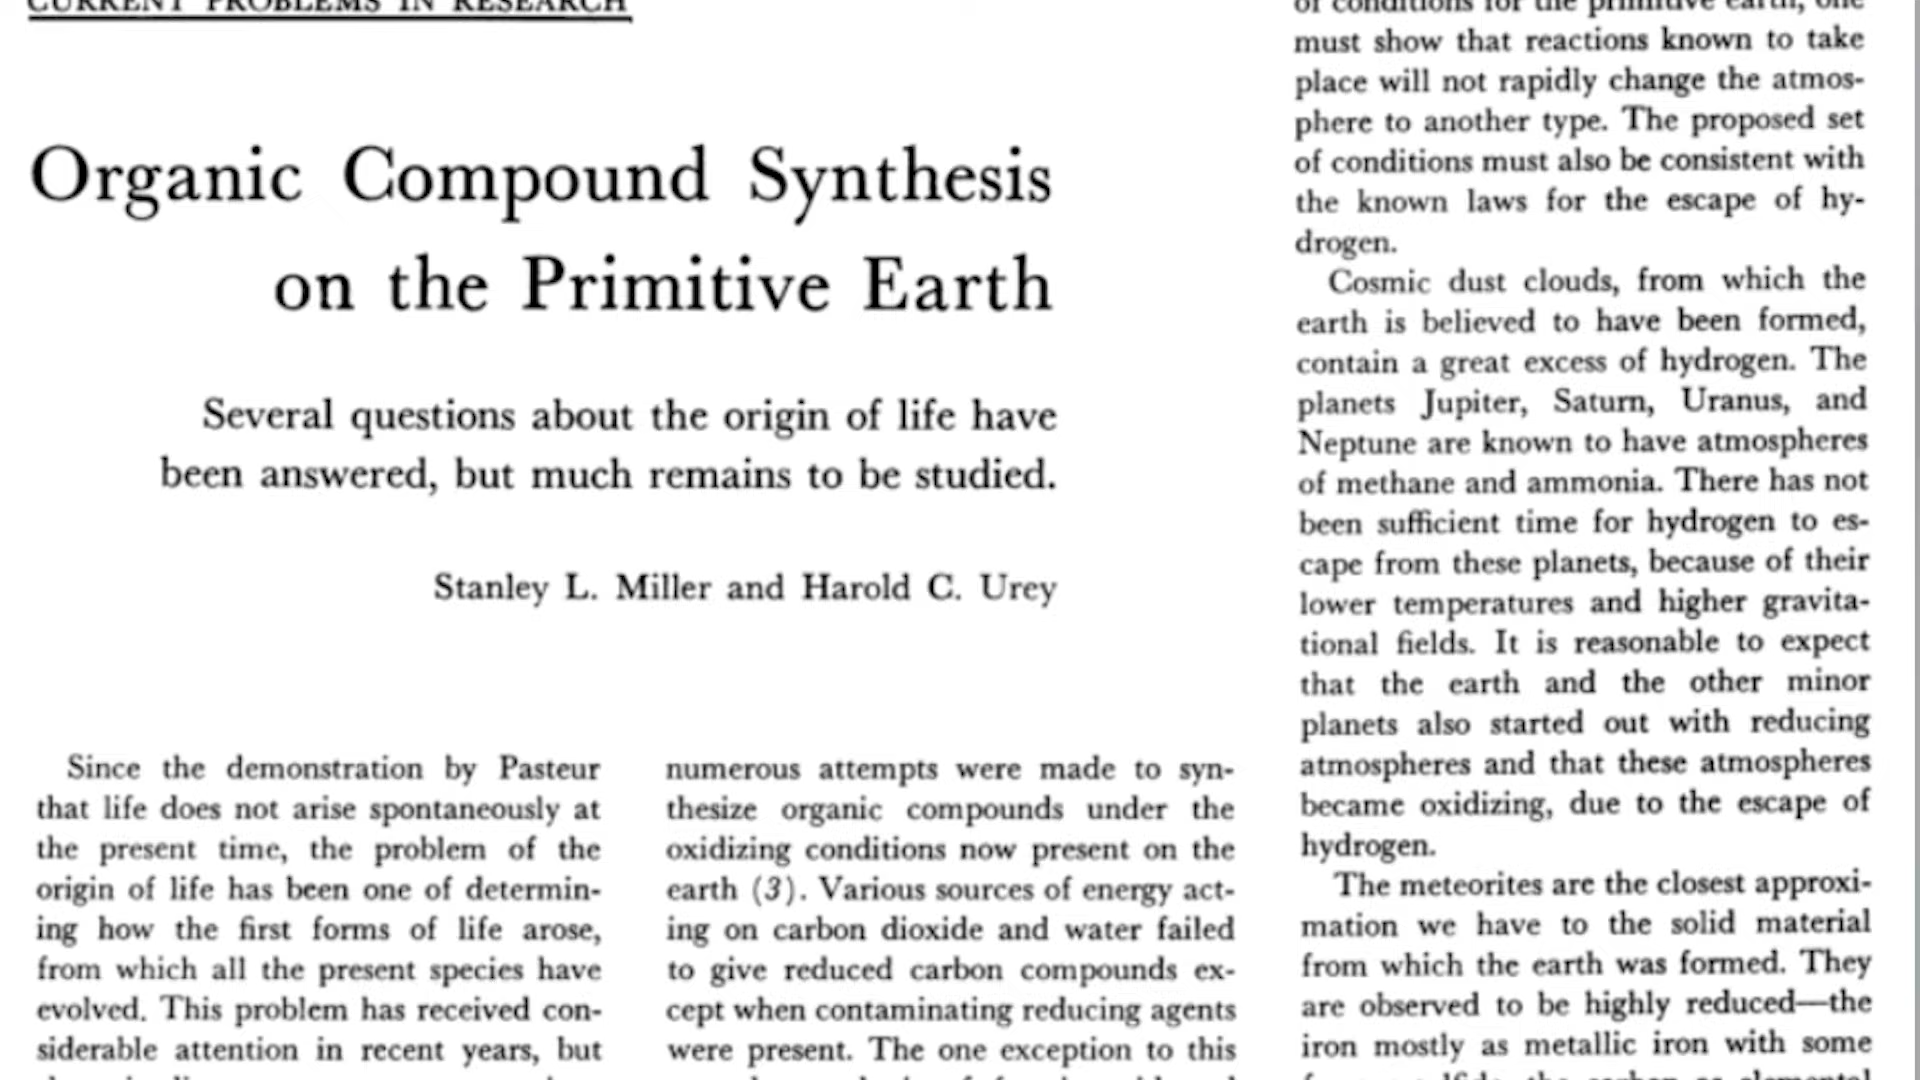 CURRENT PROBLEMS IN RESEARCH
Organic Compound Synthesis
on the Primitive Earth
Several questions about the origin of life have
been answered, but much remains to be studied.
Stanley L. Miller and Harold C. Urey
Since the demonstration by Pasteur
that life does not arise spontaneously at
the present time, the problem of the
origin of life has been one of determin-
ing how the first forms of life arose,
from which all the present species have
evolved. This problem has received con-
siderable attention in recent years, but
numerous attempts were made to syn-
thesize organic compounds under the
oxidizing conditions now present on the
earth (3). Various sources of energy act-
ing on carbon dioxide and water failed
to give reduced carbon compounds ex-
cept when contaminating reducing agents
were present. The one exception to this
of conditions for the primitive earth, one
must show that reactions known to take
place will not rapidly change the atmos-
phere to another type. The proposed set
of conditions must also be consistent with
the known laws for the escape of hy-
drogen.
Cosmic dust clouds, from which the
earth is believed to have been formed,
contain a great excess of hydrogen. The
planets Jupiter, Saturn, Uranus, and
Neptune are known to have atmospheres
of methane and ammonia. There has not
been sufficient time for hydrogen to es-
cape from these planets, because of their
lower temperatures and higher gravita-
tional fields. It is reasonable to expect
that the earth and the other minor
planets also started out with reducing
atmospheres and that these atmospheres
became oxidizing, due to the escape of
hydrogen.
The meteorites are the closest approxi-
mation we have to the solid material
from which the earth was formed. They
are observed to be highly reduced—the
iron mostly as metallic iron with some